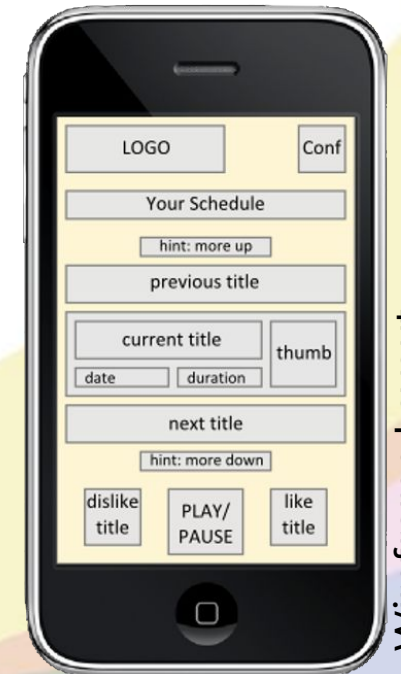 LOGO
Conf
Your Schedule
hint: more up
previous title
current title
thumb
date
duration
next title
hint: more down
dislike
title
PLAY/
PAUSE
like
title